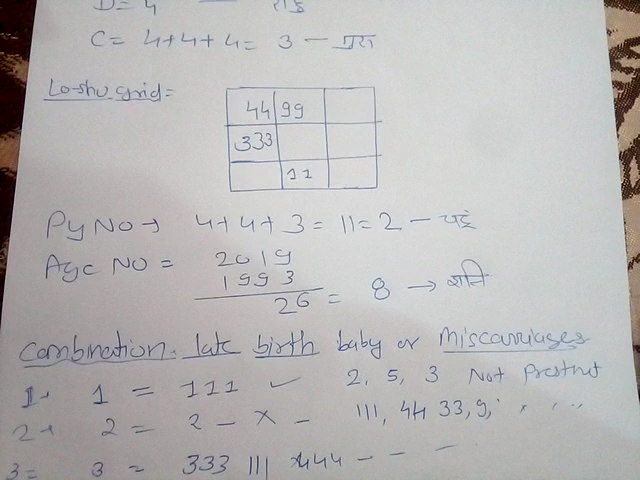 D = 4 — राहु
C = 4+4+4 = 3 —
Lo-shu grid =
44 99
333
11
Py No → 4+4+3 = 11 = 2 —
Age NO = 2019
1993
26 = 8 → शनि
Combination. late birth baby or Miscarriages
1. 1 = 111 ✓ 2, 5, 3 Not
2. 2 = 2 - × - 111, 44 33, 9, " "
3= 3 = 333 111 444 - - -